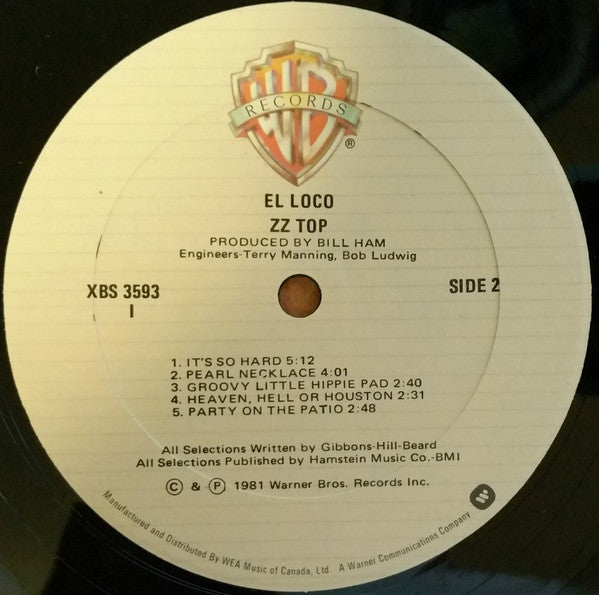 WB
RECORDS
®
EL LOCO
ZZ TOP
PRODUCED BY BILL HAM
Engineers-Terry Manning, Bob Ludwig
XBS 3593
I
SIDE 2
1. IT'S SO HARD 5:12
2. PEARL NECKLACE 4:01
3. GROOVY LITTLE HIPPIE PAD 2:40
4. HEAVEN, HELL OR HOUSTON 2:31
5. PARTY ON THE PATIO 2:48
All Selections Written by Gibbons-Hill-Beard
All Selections Published by Hamstein Music Co.-BMI
© & ℗ 1981 Warner Bros. Records Inc.
Manufactured and Distributed By WEA Music of Canada, Ltd. A Warner Communications Company